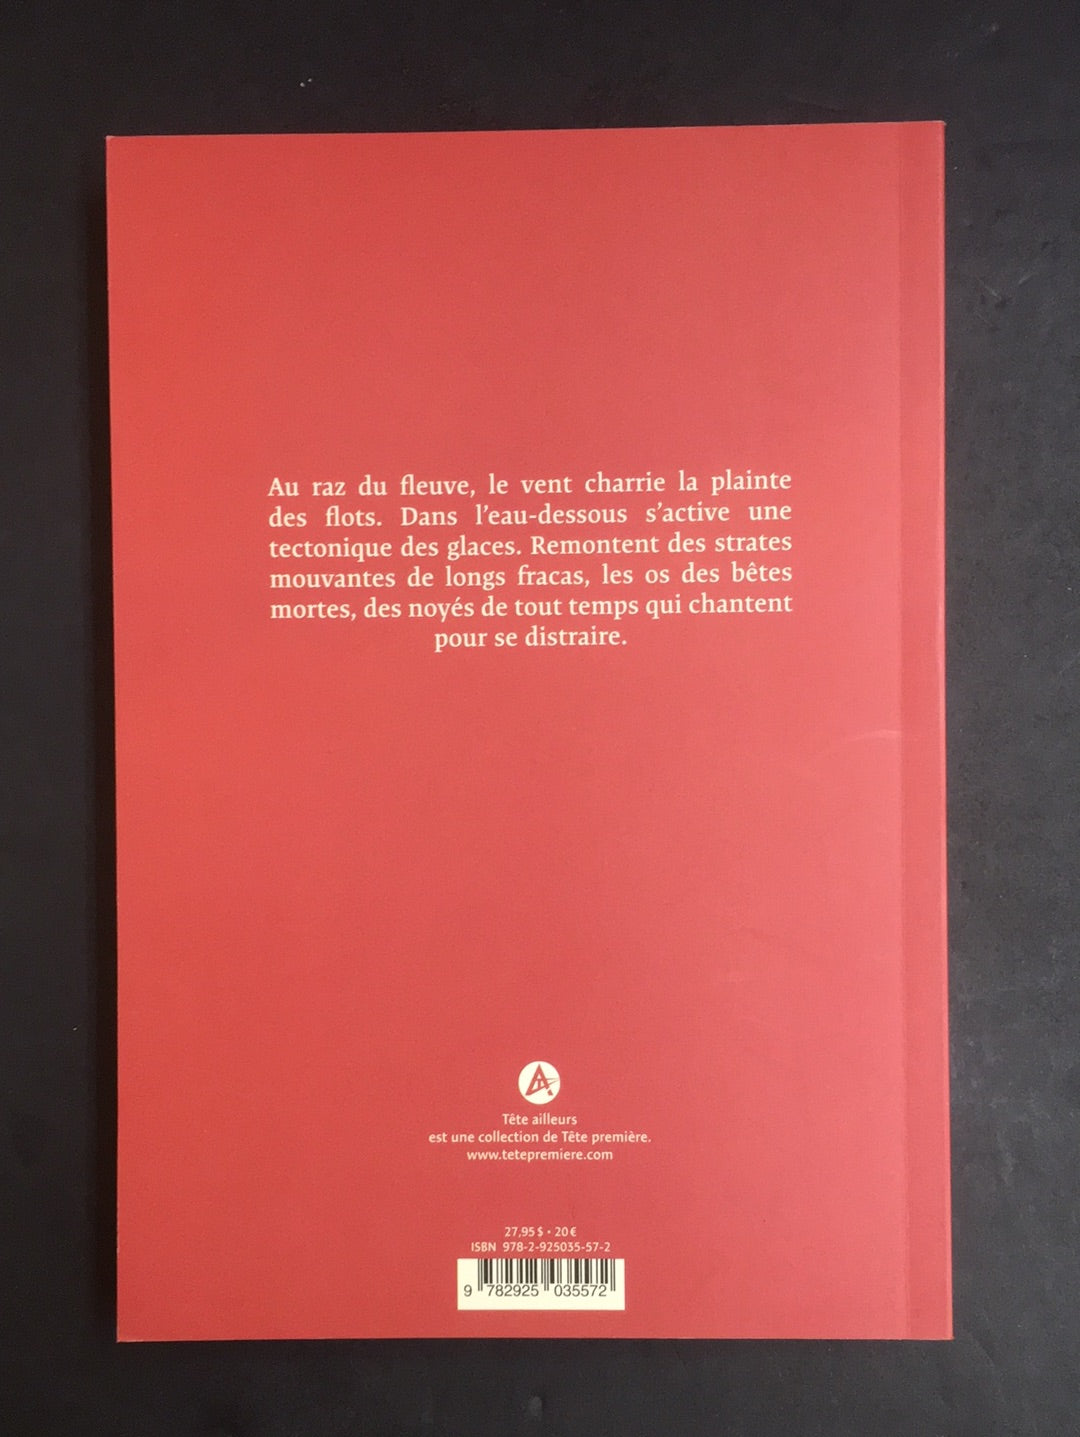 Au raz du fleuve, le vent charrie la plainte
des flots. Dans l'eau-dessous s'active une
tectonique des glaces. Remontent des strates
mouvantes de longs fracas, les os des bêtes
mortes, des noyés de tout temps qui chantent
pour se distraire.
Tête ailleurs
est une collection de Tête première.
www.tetepremiere.com
27,95 $ • 20 €
ISBN 978-2-925035-57-2
9 782925 035572